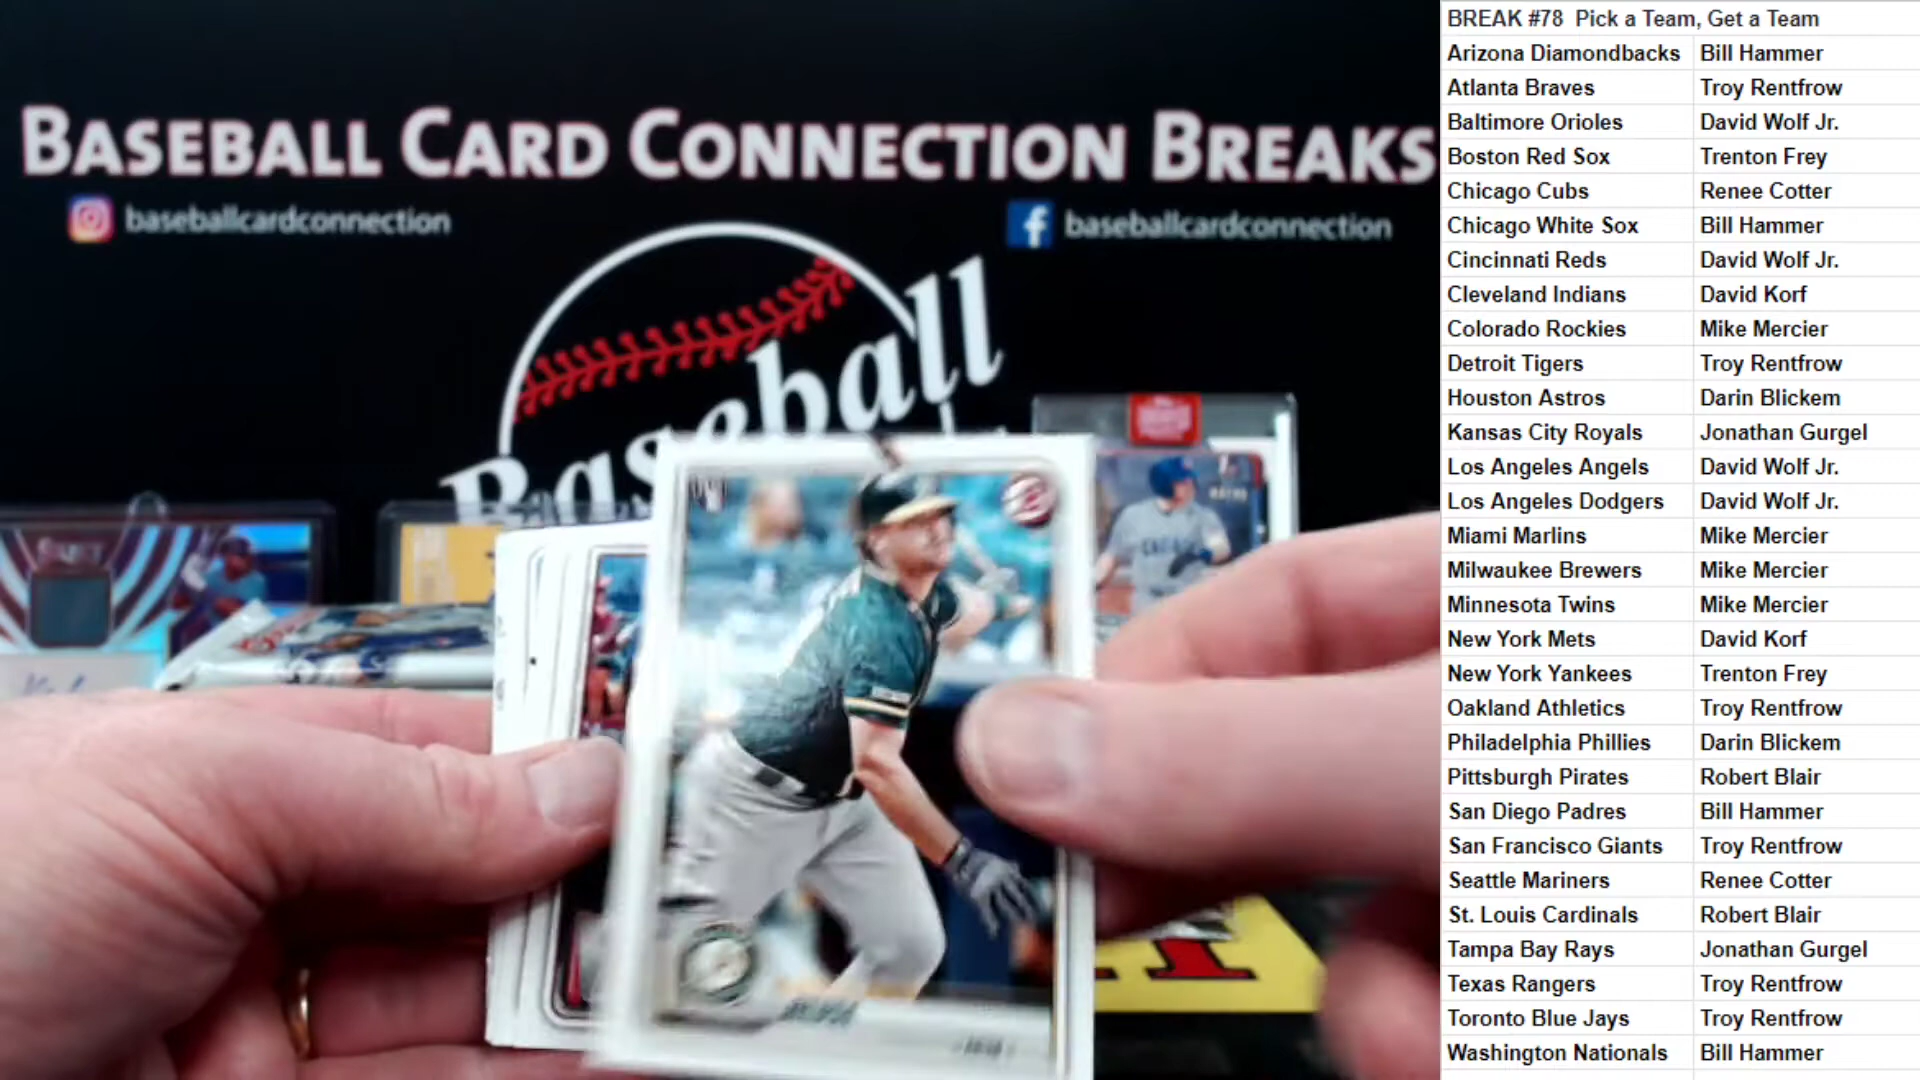 BASEBALL CARD CONNECTION BREAKS
baseballcardconnection
baseballcardconnection
Baseball
BREAK #78 Pick a Team, Get a Team
Arizona Diamondbacks Bill Hammer
Atlanta Braves Troy Rentfrow
Baltimore Orioles David Wolf Jr.
Boston Red Sox Trenton Frey
Chicago Cubs Renee Cotter
Chicago White Sox Bill Hammer
Cincinnati Reds David Wolf Jr.
Cleveland Indians David Korf
Colorado Rockies Mike Mercier
Detroit Tigers Troy Rentfrow
Houston Astros Darin Blickem
Kansas City Royals Jonathan Gurgel
Los Angeles Angels David Wolf Jr.
Los Angeles Dodgers David Wolf Jr.
Miami Marlins Mike Mercier
Milwaukee Brewers Mike Mercier
Minnesota Twins Mike Mercier
New York Mets David Korf
New York Yankees Trenton Frey
Oakland Athletics Troy Rentfrow
Philadelphia Phillies Darin Blickem
Pittsburgh Pirates Robert Blair
San Diego Padres Bill Hammer
San Francisco Giants Troy Rentfrow
Seattle Mariners Renee Cotter
St. Louis Cardinals Robert Blair
Tampa Bay Rays Jonathan Gurgel
Texas Rangers Troy Rentfrow
Toronto Blue Jays Troy Rentfrow
Washington Nationals Bill Hammer